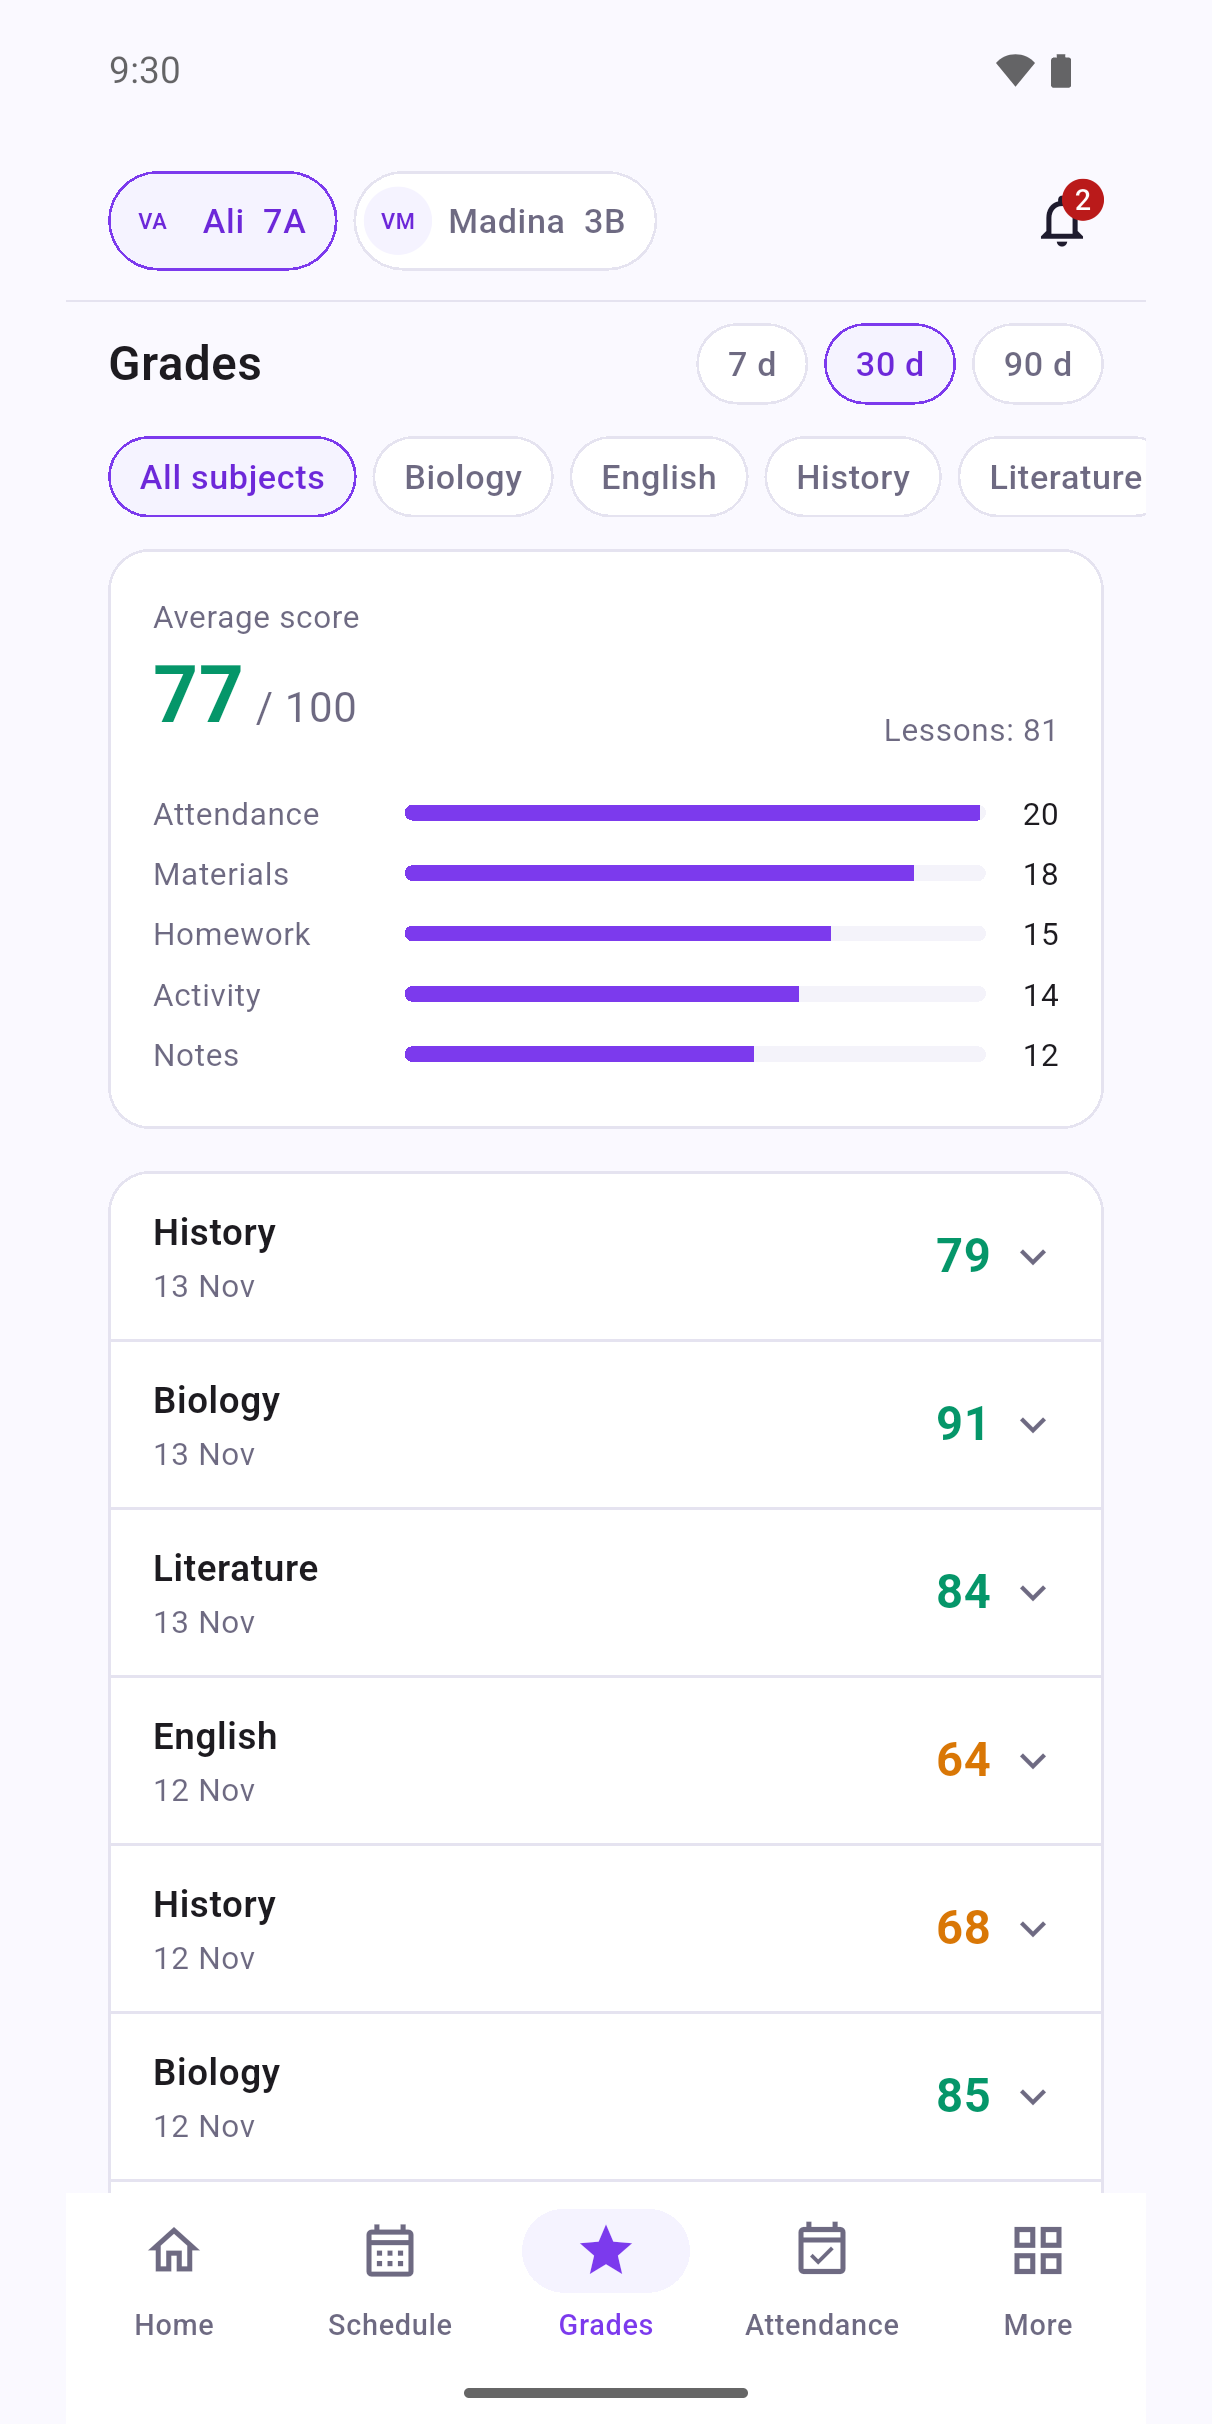 9:30
VA Ali 7A VM Madina 3B 2
Grades 7 d 30 d 90 d
All subjects Biology English History Literature
Average score
77 / 100
Lessons: 81
Attendance 20
Materials 18
Homework 15
Activity 14
Notes 12
History
13 Nov
79
Biology
13 Nov
91
Literature
13 Nov
84
English
12 Nov
64
History
12 Nov
68
Biology
12 Nov
85
Home Schedule Grades Attendance More